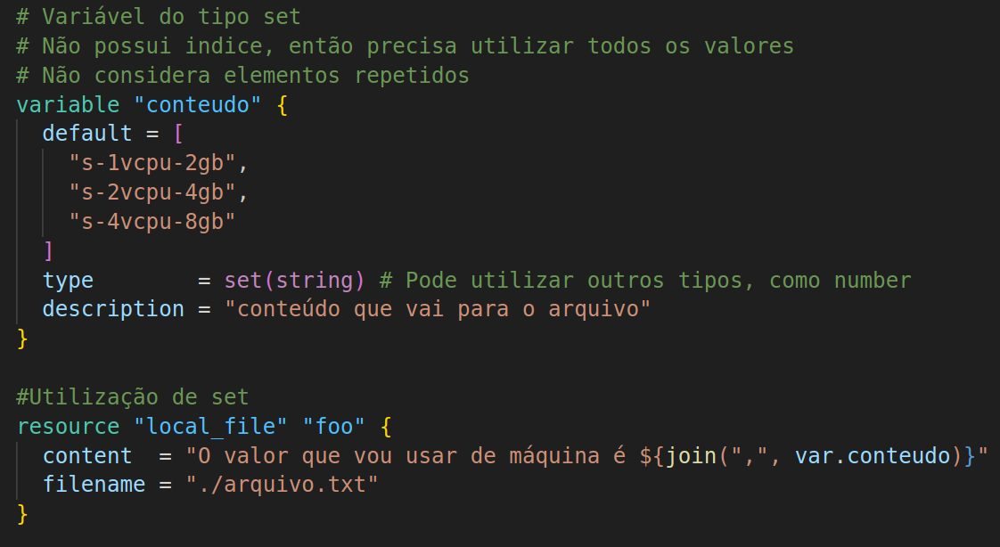 # Variável do tipo set
# Não possui indice, então precisa utilizar todos os valores
# Não considera elementos repetidos
variable "conteudo" {
  default = [
    "s-1vcpu-2gb",
    "s-2vcpu-4gb",
    "s-4vcpu-8gb"
  ]
  type        = set(string) # Pode utilizar outros tipos, como number
  description = "conteúdo que vai para o arquivo"
}

#Utilização de set
resource "local_file" "foo" {
  content  = "O valor que vou usar de máquina é ${join(",", var.conteudo)}"
  filename = "./arquivo.txt"
}